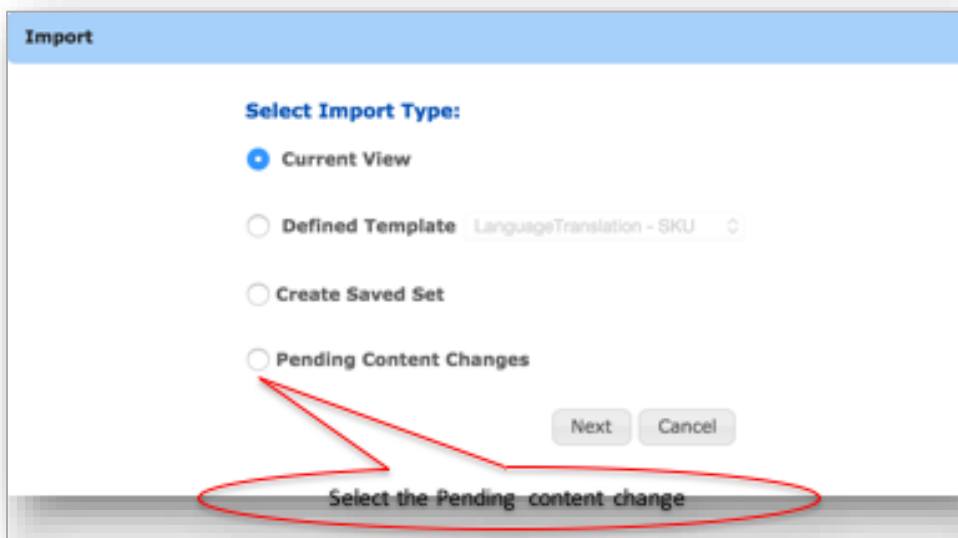 Import
Select Import Type:
Current View
Defined Template LanguageTranslation - SKU
Create Saved Set
Pending Content Changes
Next Cancel
Select the Pending content change